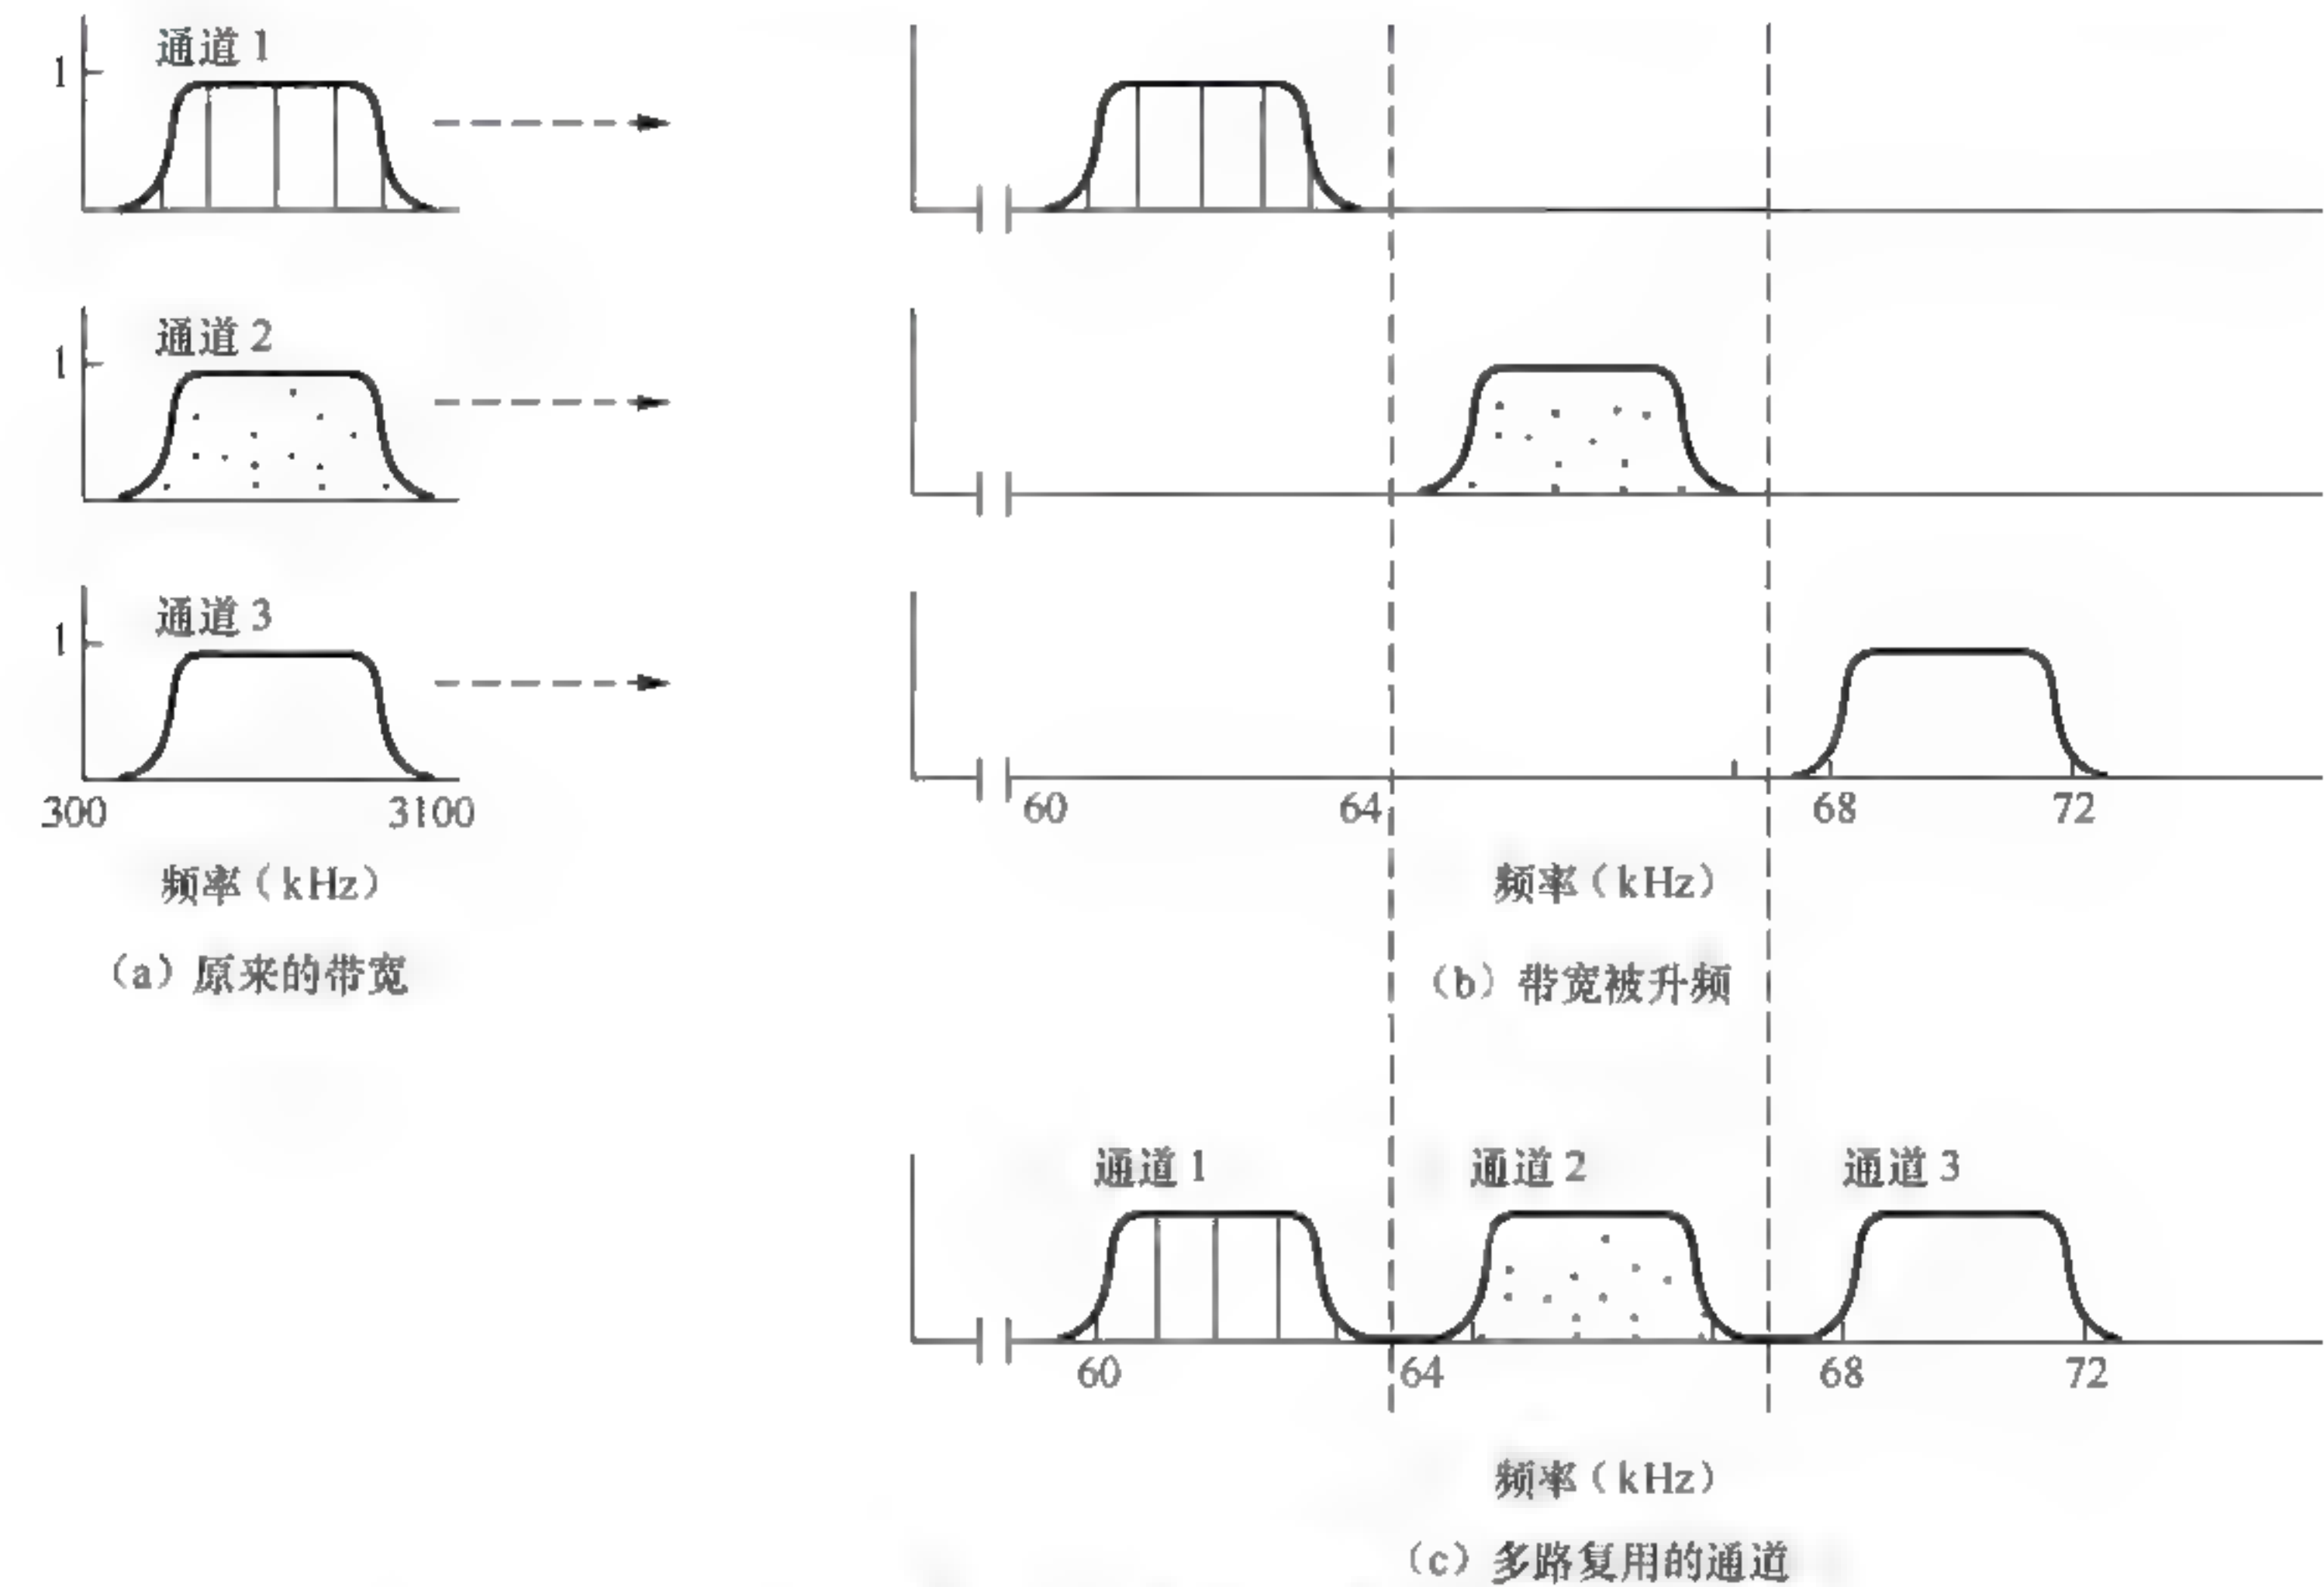 通道 1
1
通道 2
1
通道 3
1
300 3100
频率(kHz)
(a) 原来的带宽
60 64 68 72
频率(kHz)
(b) 带宽被升频
通道 1 通道 2 通道 3
60 64 68 72
频率(kHz)
(c) 多路复用的通道